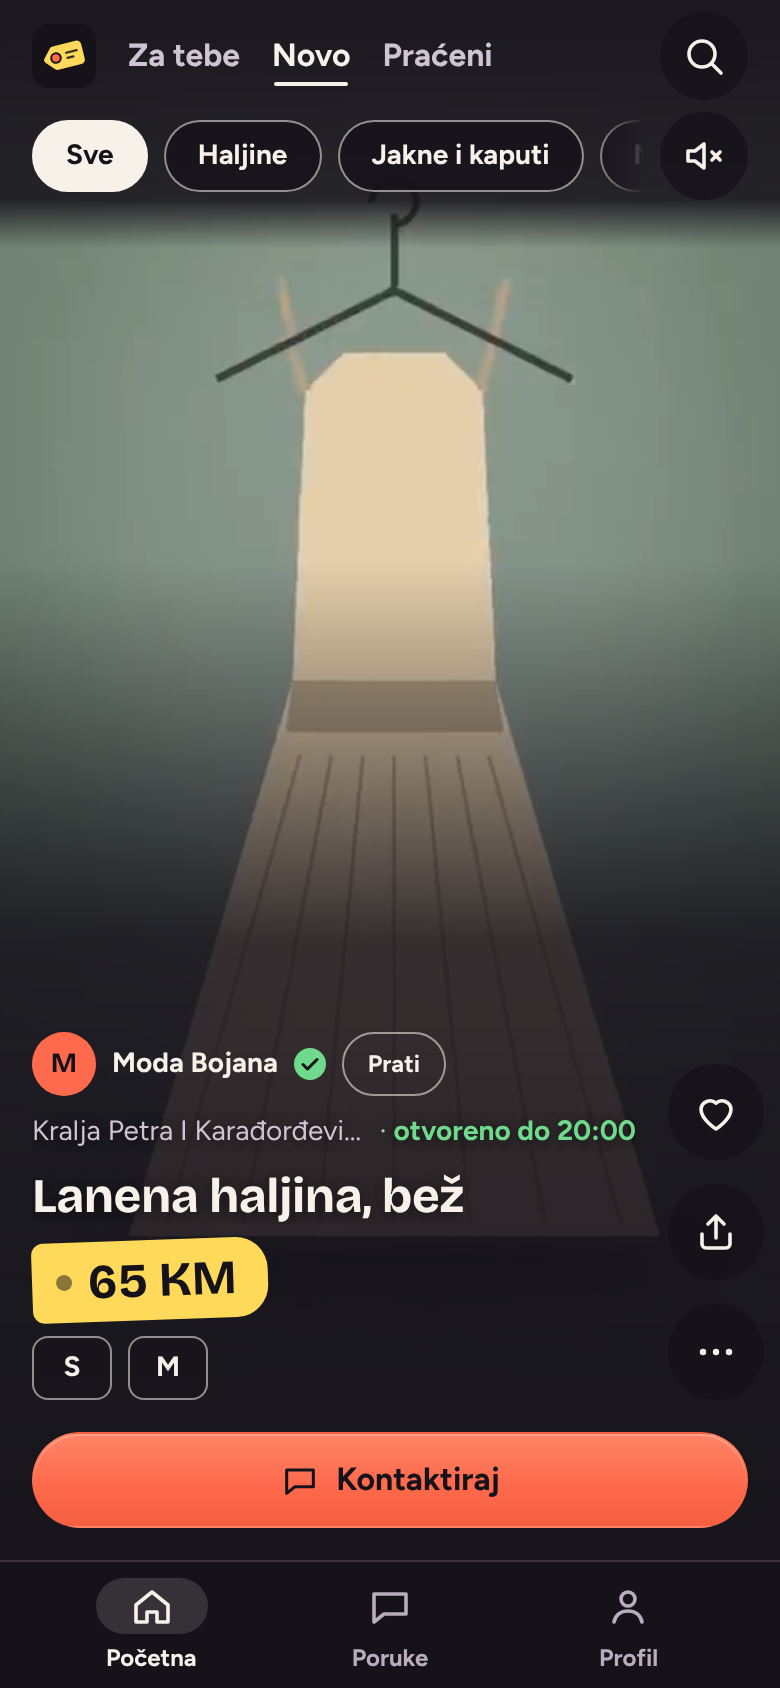 Za tebe Novo Praćeni
Sve Haljine Jakne i kaputi
M Moda Bojana Prati
Kralja Petra I Karađorđevi... · otvoreno do 20:00
Lanena haljina, bež
65 KM
S M
Kontaktiraj
Početna Poruke Profil